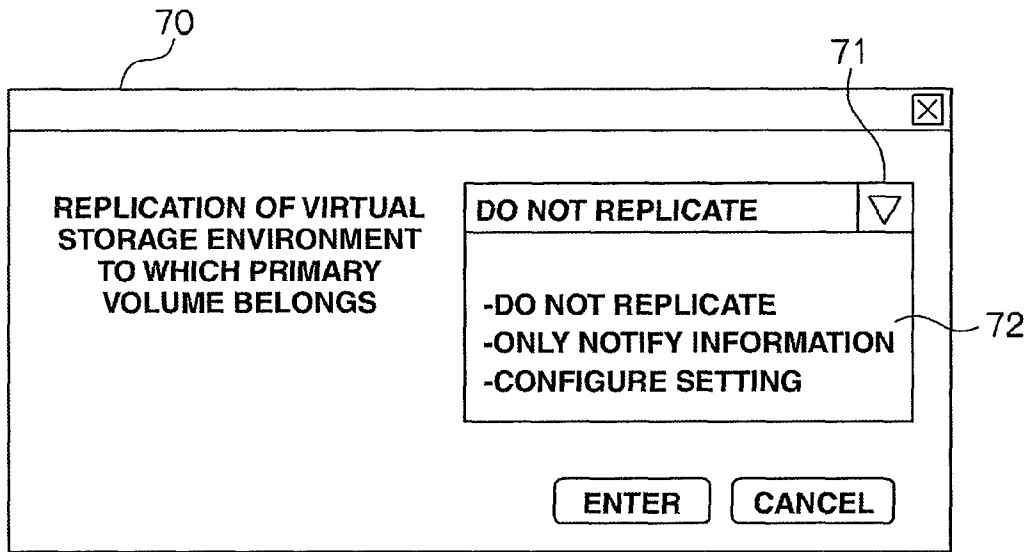 70
71
REPLICATION OF VIRTUAL
STORAGE ENVIRONMENT
TO WHICH PRIMARY
VOLUME BELONGS
DO NOT REPLICATE
-DO NOT REPLICATE
-ONLY NOTIFY INFORMATION
-CONFIGURE SETTING
72
ENTER
CANCEL